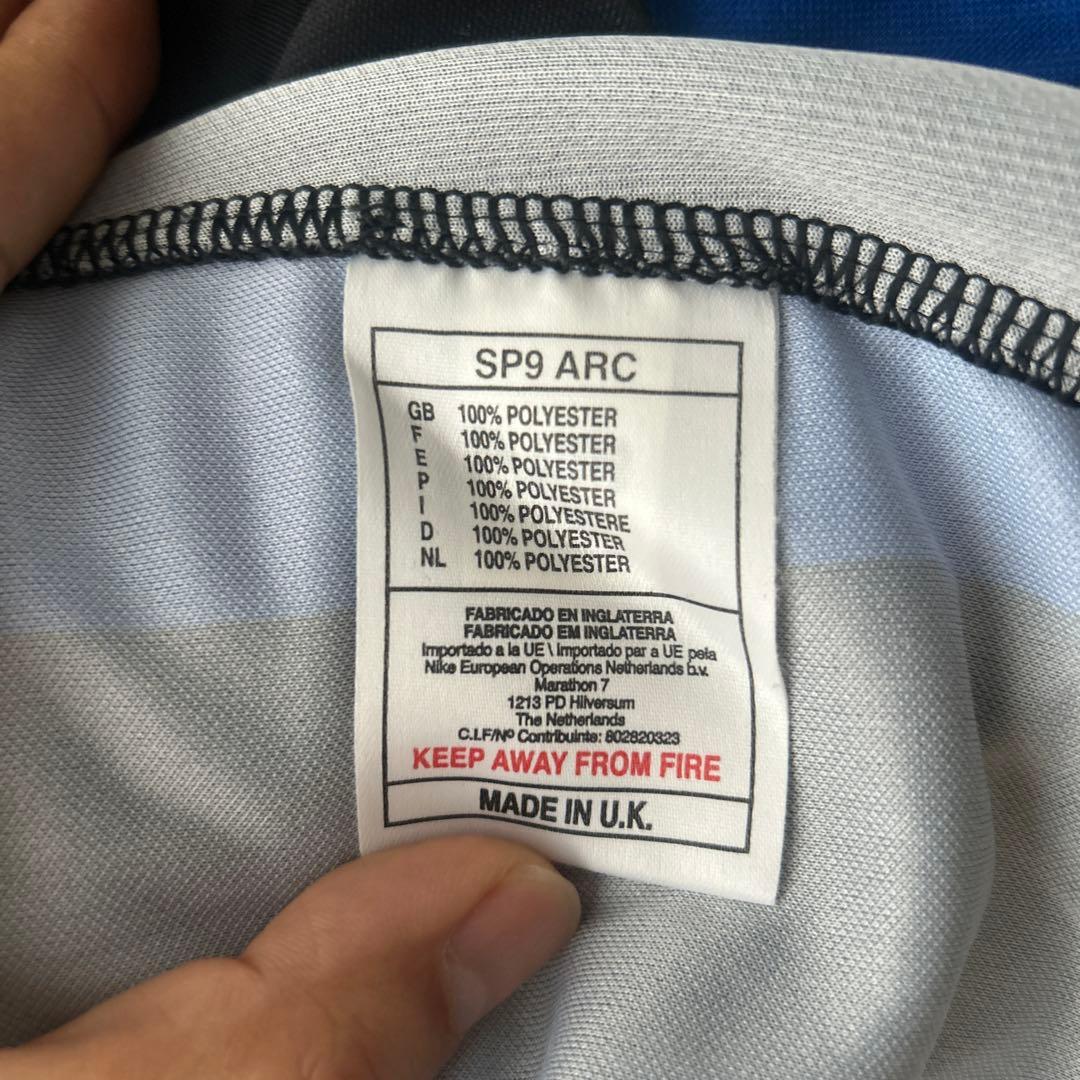 SP9 ARC
GB 100% POLYESTER
F 100% POLYESTER
E 100% POLYESTER
P 100% POLYESTER
I 100% POLYESTERE
D 100% POLYESTER
NL 100% POLYESTER
FABRICADO EN INGLATERRA
FABRICADO EM INGLATERRA
Importado a la UE \ Importado par a UE pela
Nike European Operations Netherlands b.v.
Marathon 7
1213 PD Hilversum
The Netherlands
C.I.F/Nº Contribuinte: 802820323
KEEP AWAY FROM FIRE
MADE IN U.K.